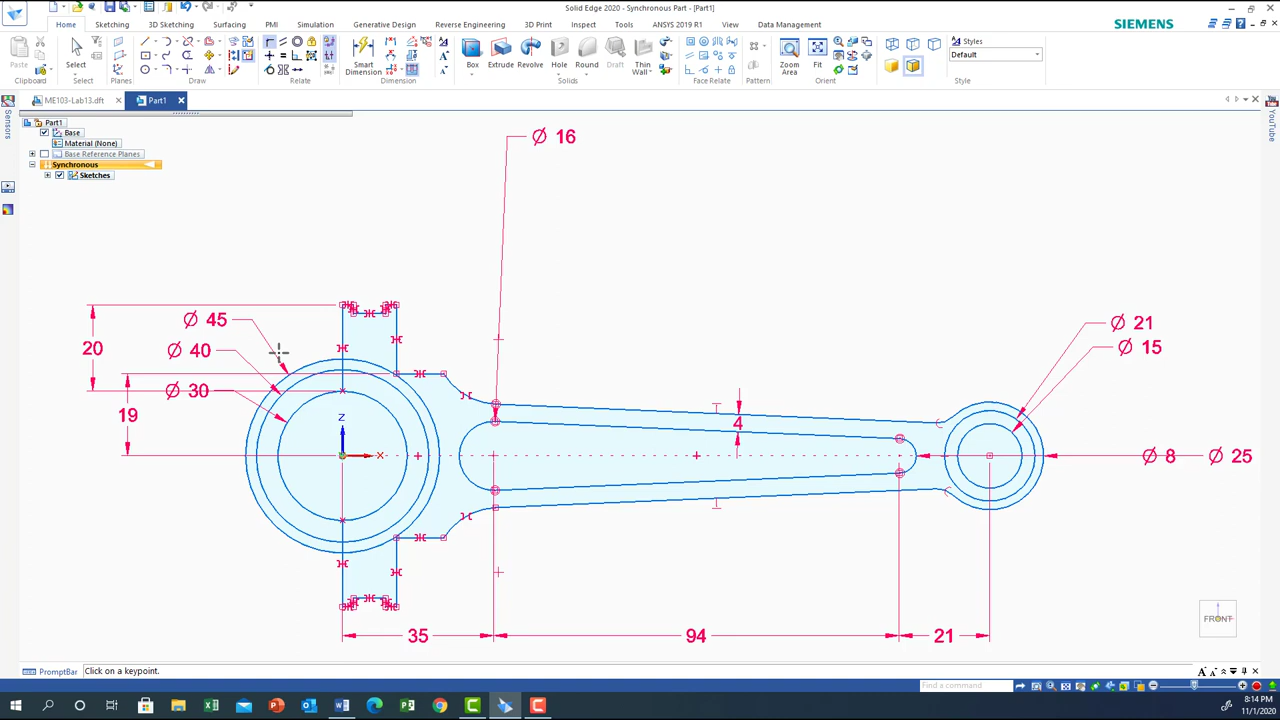 Solid Edge 2020 - Synchronous Part - [Part1]
Home Sketching 3D Sketching Surfacing PMI Simulation Generative Design Reverse Engineering 3D Print Inspect Tools ANSYS 2019 R1 View Data Management
SIEMENS
Paste Select Smart Dimension Box Extrude Revolve Hole Round Draft Thin Wall Zoom Area Fit Styles
Default
Clipboard Select Planes Draw Relate Dimension Solids Face Relate Pattern Orient Style
ME103-Lab13.dft Part1
Sensors
YouTube
Part1
Base
Material (None)
Base Reference Planes
Synchronous
Sketches
Ø 16
Ø 45
Ø 40
Ø 30
20
19
Z
X
4
Ø 21
Ø 15
Ø 8
Ø 25
35
94
21
FRONT
PromptBar Click on a keypoint.
Find a command
8:14 PM
11/1/2020